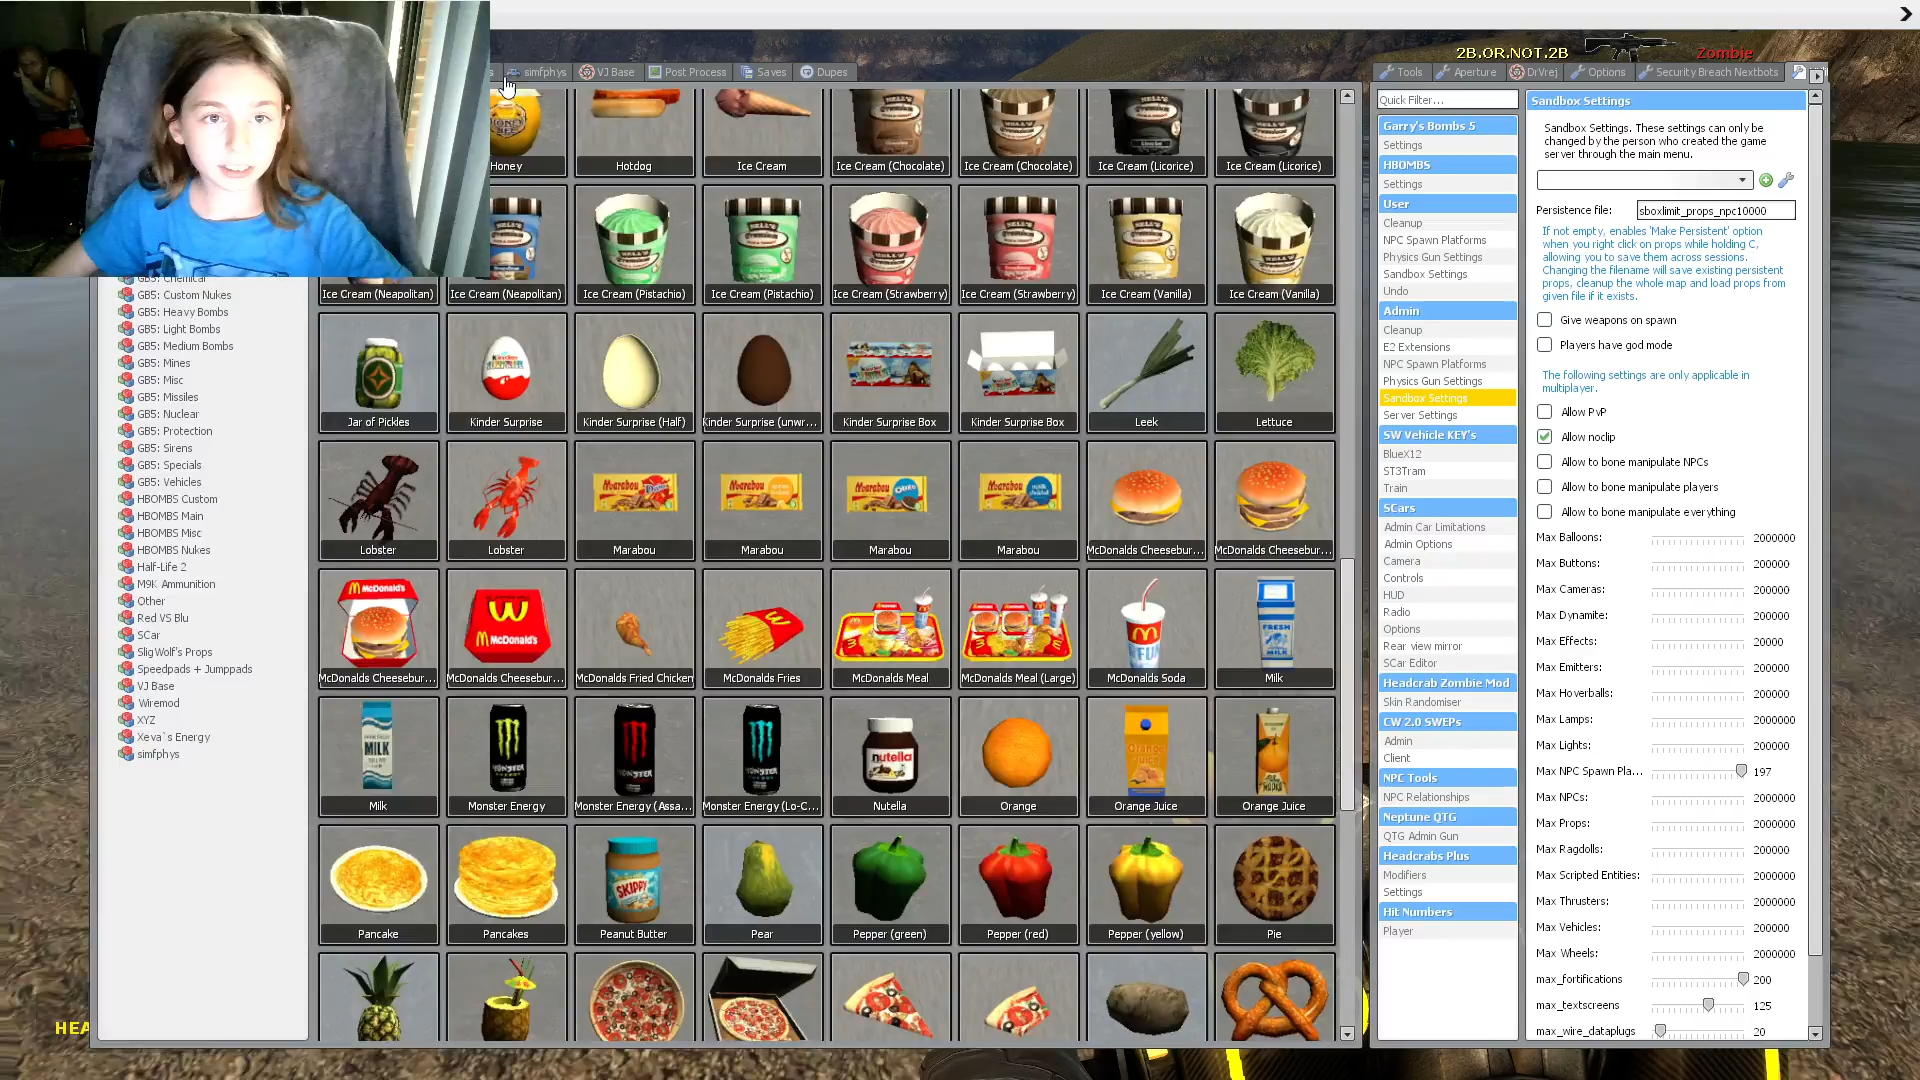 2B.OR.NOT.2B
Zombie
simfphys
VJ Base
Post Process
Saves
Dupes
Tools
Aperture
DrVrej
Options
Security Breach Nextbots
Honey
Hotdog
Ice Cream
Ice Cream (Chocolate)
Ice Cream (Chocolate)
Ice Cream (Licorice)
Ice Cream (Licorice)
Ice Cream (Neapolitan)
Ice Cream (Neapolitan)
Ice Cream (Pistachio)
Ice Cream (Pistachio)
Ice Cream (Strawberry)
Ice Cream (Strawberry)
Ice Cream (Vanilla)
Ice Cream (Vanilla)
Jar of Pickles
Kinder Surprise
Kinder Surprise (Half)
Kinder Surprise (unwr...
Kinder Surprise Box
Kinder Surprise Box
Leek
Lettuce
Lobster
Lobster
Marabou
Marabou
Marabou
Marabou
McDonalds Cheesebur...
McDonalds Cheesebur...
McDonalds Cheesebur...
McDonalds Cheesebur...
McDonalds Fried Chicken
McDonalds Fries
McDonalds Meal
McDonalds Meal (Large)
McDonalds Soda
Milk
Milk
Monster Energy
Monster Energy (Assa...
Monster Energy (Lo-C...
Nutella
Orange
Orange Juice
Orange Juice
Pancake
Pancakes
Peanut Butter
Pear
Pepper (green)
Pepper (red)
Pepper (yellow)
Pie
GB5: Chemical
GB5: Custom Nukes
GB5: Heavy Bombs
GB5: Light Bombs
GB5: Medium Bombs
GB5: Mines
GB5: Misc
GB5: Missiles
GB5: Nuclear
GB5: Protection
GB5: Sirens
GB5: Specials
GB5: Vehicles
HBOMBS Custom
HBOMBS Main
HBOMBS Misc
HBOMBS Nukes
Half-Life 2
M9K Ammunition
Other
Red VS Blu
SCar
SligWolf's Props
Speedpads + Jumppads
VJ Base
Wiremod
XYZ
Xeva`s Energy
simfphys
HEA
Quick Filter...
Garry's Bombs 5
Settings
HBOMBS
Settings
User
Cleanup
NPC Spawn Platforms
Physics Gun Settings
Sandbox Settings
Undo
Admin
Cleanup
E2 Extensions
NPC Spawn Platforms
Physics Gun Settings
Sandbox Settings
Server Settings
SW Vehicle KEY's
BlueX12
ST3Tram
Train
SCars
Admin Car Limitations
Admin Options
Camera
Controls
HUD
Radio
Options
Rear view mirror
SCar Editor
Headcrab Zombie Mod
Skin Randomiser
CW 2.0 SWEPs
Admin
Client
NPC Tools
NPC Relationships
Neptune QTG
QTG Admin Gun
Headcrabs Plus
Modifiers
Settings
Hit Numbers
Player
Sandbox Settings
Sandbox Settings. These settings can only be
changed by the person who created the game
server through the main menu.
Persistence file: sboxlimit_props_npc10000
If not empty, enables 'Make Persistent' option
when you right click on props while holding C,
allowing you to save them across sessions.
Changing the filename will save existing persistent
props, cleanup the whole map and load props from
given file if it exists.
Give weapons on spawn
Players have god mode
The following settings are only applicable in
multiplayer.
Allow PvP
Allow noclip
Allow to bone manipulate NPCs
Allow to bone manipulate players
Allow to bone manipulate everything
Max Balloons: 2000000
Max Buttons: 200000
Max Cameras: 200000
Max Dynamite: 200000
Max Effects: 20000
Max Emitters: 200000
Max Hoverballs: 200000
Max Lamps: 2000000
Max Lights: 200000
Max NPC Spawn Pla... 197
Max NPCs: 2000000
Max Props: 2000000
Max Ragdolls: 200000
Max Scripted Entities: 2000000
Max Thrusters: 2000000
Max Vehicles: 200000
Max Wheels: 2000000
max_fortifications 200
max_textscreens 125
max_wire_dataplugs 20